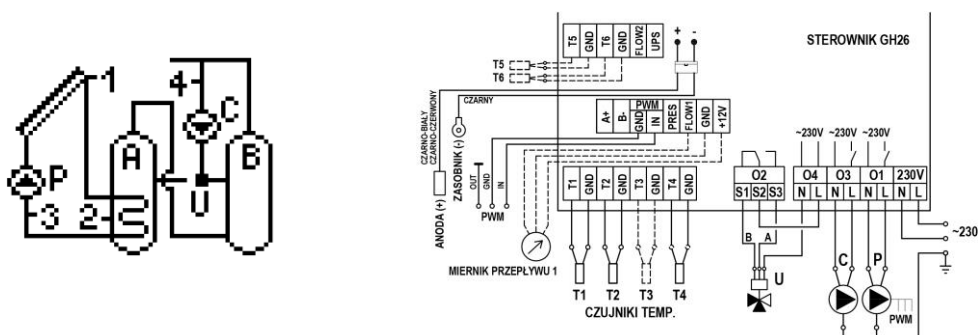 1
4
C
A
B
P
U
3
2
STEROWNIK GH26
T5
GND
T6
GND
FLOW2
UPS
+ -
T5
T6
CZARNO-BIAŁY
CZARNO-CZERWONY
CZARNY
ZASOBNIK (-)
ANODA (+)
A+
B-
PWM
GND
IN
PRES
FLOW1
GND
+12V
OUT
GND
IN
PWM
MIERNIK PRZEPŁYWU 1
T1
GND
T2
GND
T3
GND
T4
GND
T1 T2 T3 T4
CZUJNIKI TEMP.
~230V ~230V ~230V
O2 O4 O3 O1 230V
S1 S2 S3 N L N L N L N L
B A
U
C P
PWM
~230